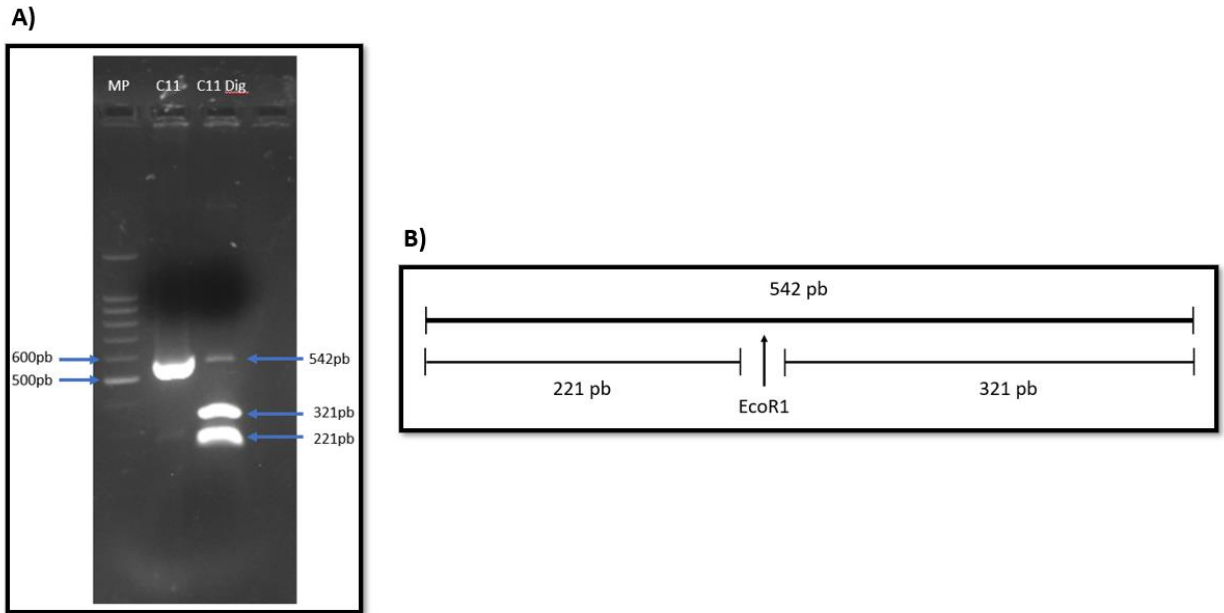 A)
MP C11 C11 Dig
600pb 542pb
500pb
321pb
221pb
B)
542 pb
221 pb 321 pb
EcoR1